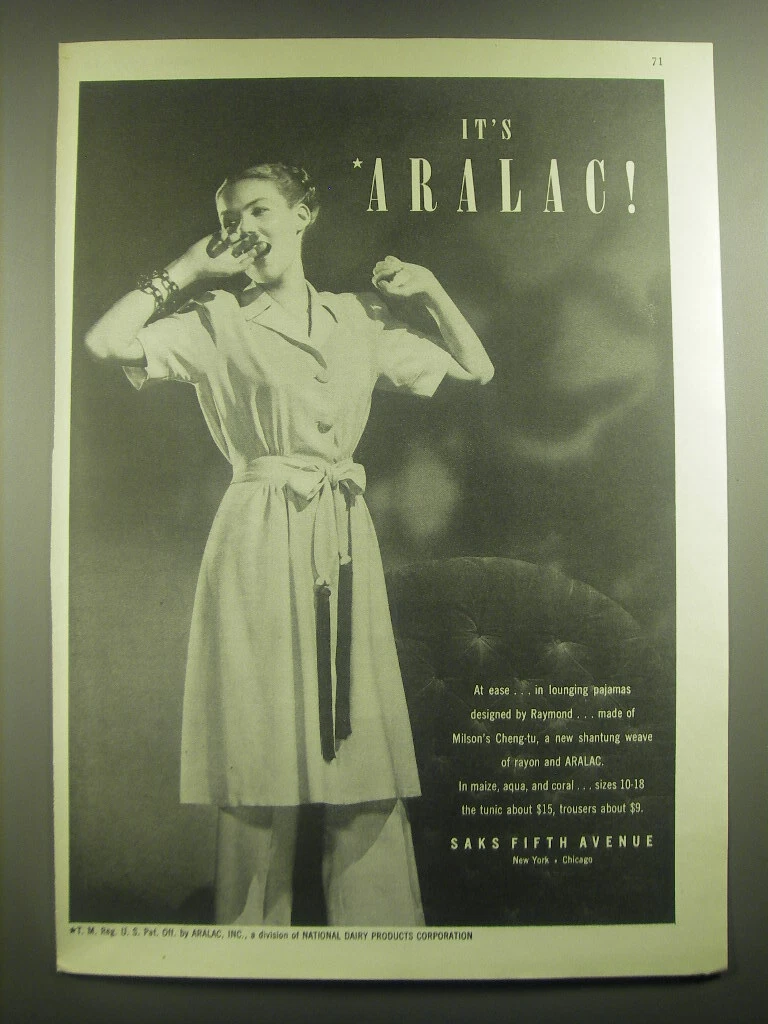 71
IT'S
*ARALAC!
At ease . . . in lounging pajamas
designed by Raymond . . . made of
Milson's Cheng-tu, a new shantung weave
of rayon and ARALAC.
In maize, aqua, and coral . . . sizes 10-18
the tunic about $15, trousers about $9.
SAKS FIFTH AVENUE
New York • Chicago
*T. M. Reg. U. S. Pat. Off. by ARALAC, INC., a division of NATIONAL DAIRY PRODUCTS CORPORATION